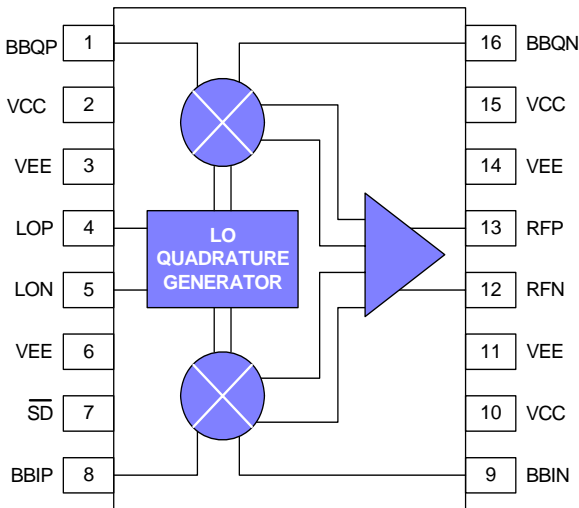 BBQP 1 16 BBQN
VCC 2 15 VCC
VEE 3 14 VEE
LOP 4 13 RFP
LO
QUADRATURE
GENERATOR
LON 5 12 RFN
VEE 6 11 VEE
S̅D̅ 7 10 VCC
BBIP 8 9 BBIN